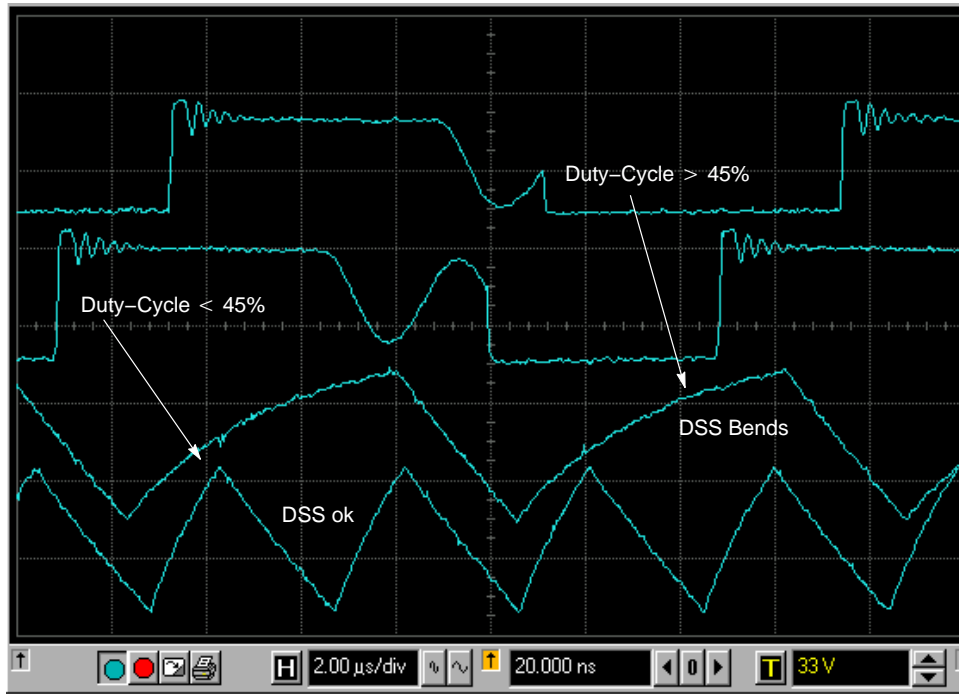 Duty−Cycle > 45%
Duty−Cycle < 45%
DSS Bends
DSS ok
H 2.00 µs/div 20.000 ns 0 T 33 V